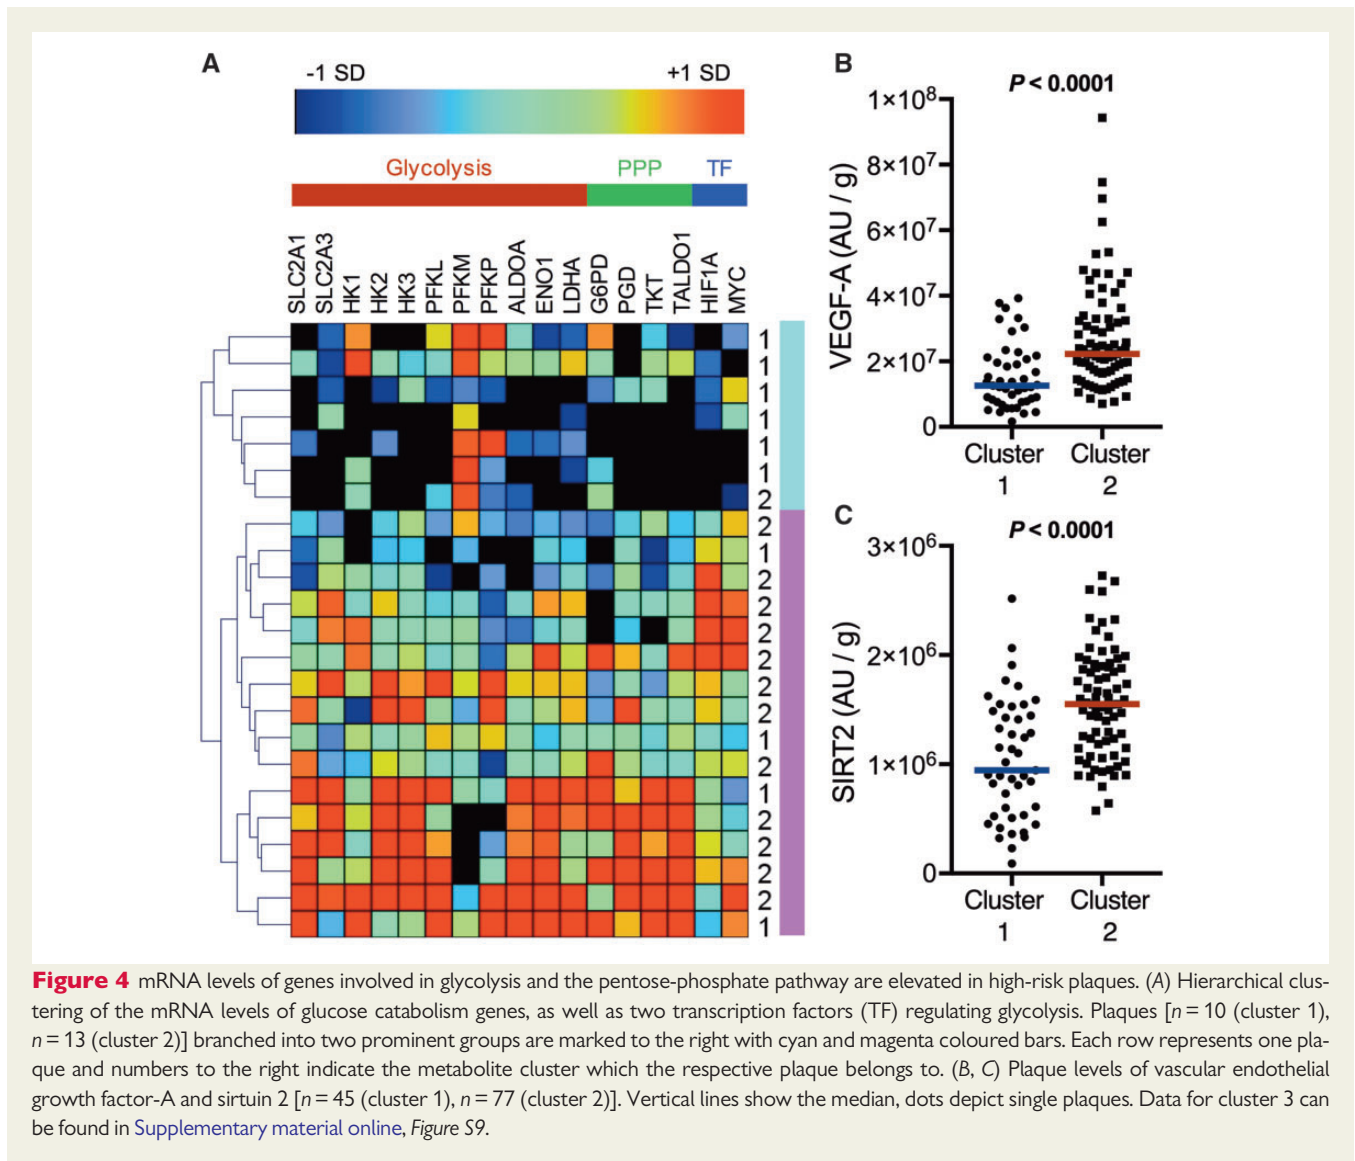 A
-1 SD +1 SD
Glycolysis PPP TF
SLC2A1 SLC2A3 HK1 HK2 HK3 PFKL PFKM PFKP ALDOA ENO1 LDHA G6PD PGD TKT TALDO1 HIF1A MYC
1
1
1
1
1
1
2
2
1
2
2
2
2
2
2
1
2
1
2
2
2
2
1
B
P < 0.0001
VEGF-A (AU / g)
1×10⁸
8×10⁷
6×10⁷
4×10⁷
2×10⁷
0
Cluster Cluster
1 2
C
P < 0.0001
SIRT2 (AU / g)
3×10⁶
2×10⁶
1×10⁶
0
Cluster Cluster
1 2
Figure 4 mRNA levels of genes involved in glycolysis and the pentose-phosphate pathway are elevated in high-risk plaques. (A) Hierarchical clus-
tering of the mRNA levels of glucose catabolism genes, as well as two transcription factors (TF) regulating glycolysis. Plaques [n = 10 (cluster 1),
n = 13 (cluster 2)] branched into two prominent groups are marked to the right with cyan and magenta coloured bars. Each row represents one pla-
que and numbers to the right indicate the metabolite cluster which the respective plaque belongs to. (B, C) Plaque levels of vascular endothelial
growth factor-A and sirtuin 2 [n = 45 (cluster 1), n = 77 (cluster 2)]. Vertical lines show the median, dots depict single plaques. Data for cluster 3 can
be found in Supplementary material online, Figure S9.